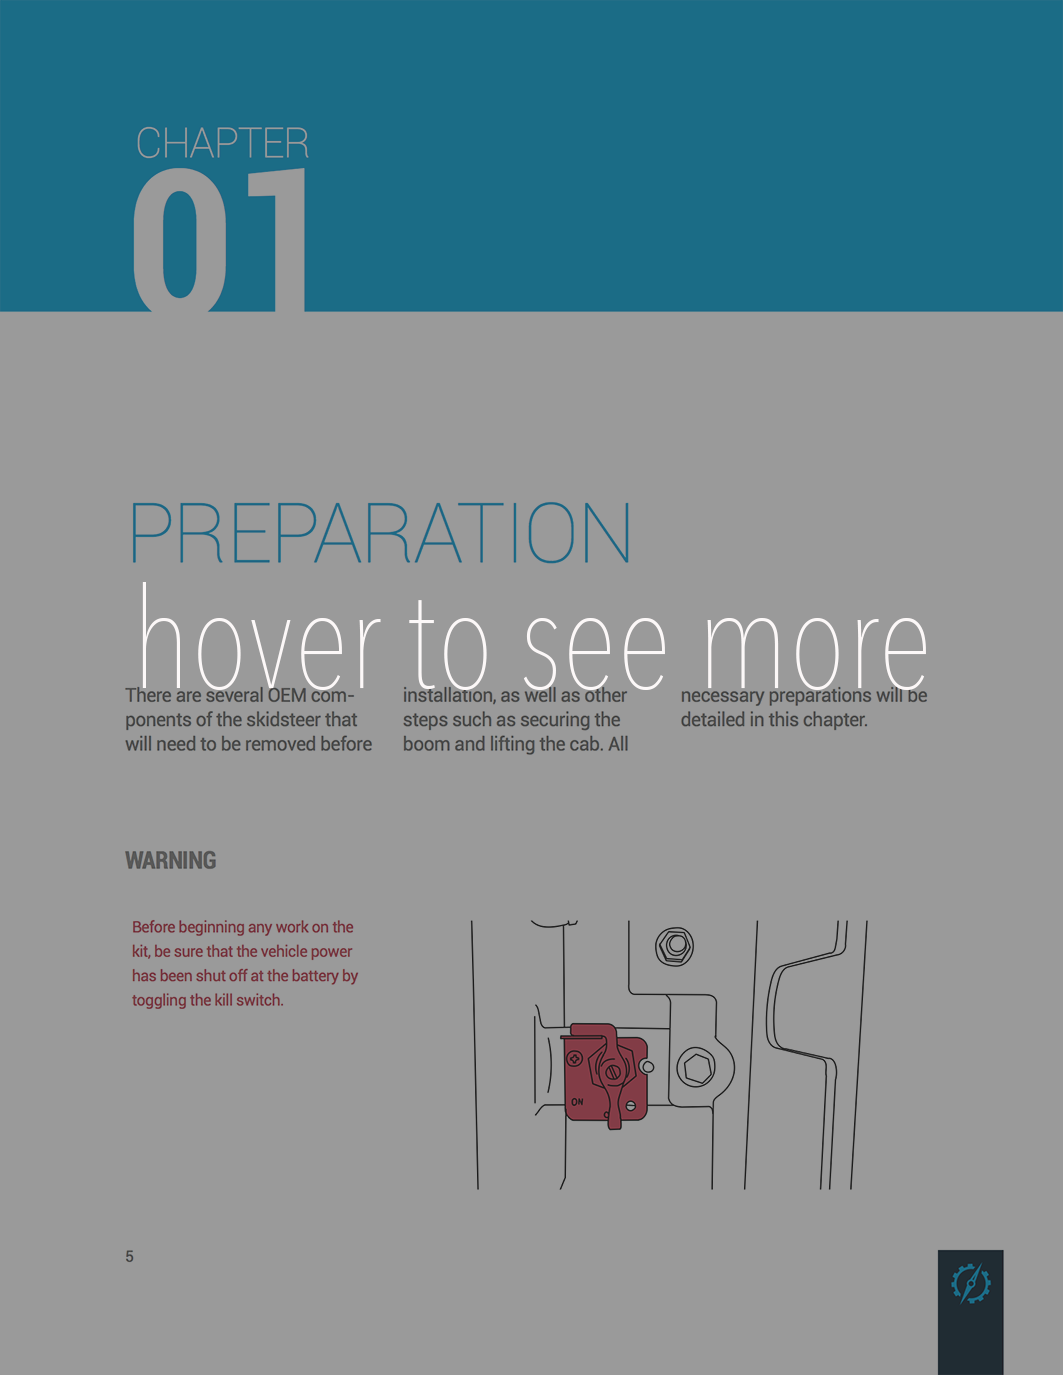 CHAPTER
01
PREPARATION
hover to see more
There are several OEM com-
ponents of the skidsteer that
will need to be removed before
installation, as well as other
steps such as securing the
boom and lifting the cab. All
necessary preparations will be
detailed in this chapter.
WARNING
Before beginning any work on the
kit, be sure that the vehicle power
has been shut off at the battery by
toggling the kill switch.
ON
O
5